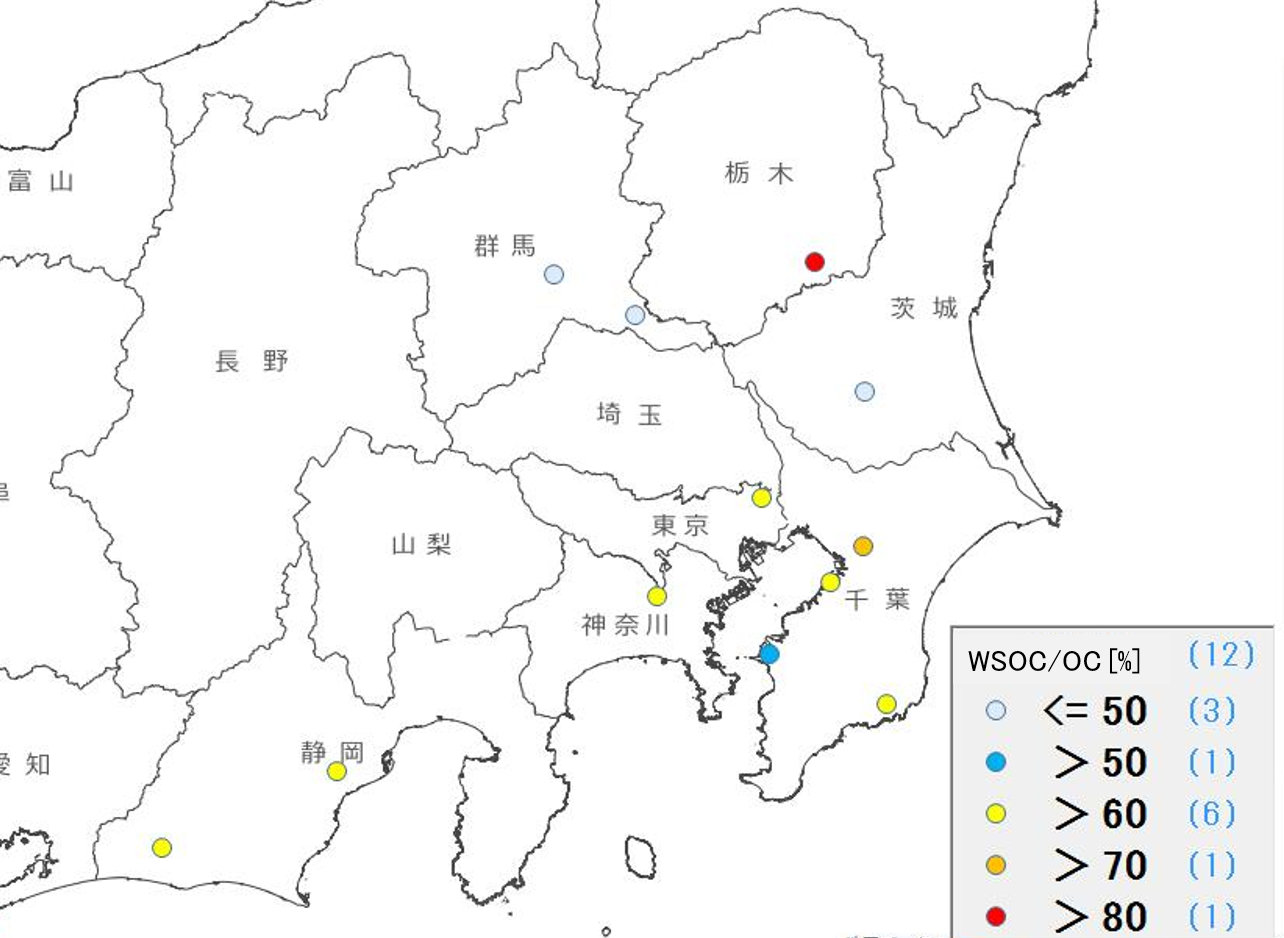 富山
栃木
群馬
茨城
長野
埼玉
東京
山梨
千葉
神奈川
静岡
愛知
WSOC/OC[%] (12)
<= 50 (3)
> 50 (1)
> 60 (6)
> 70 (1)
> 80 (1)